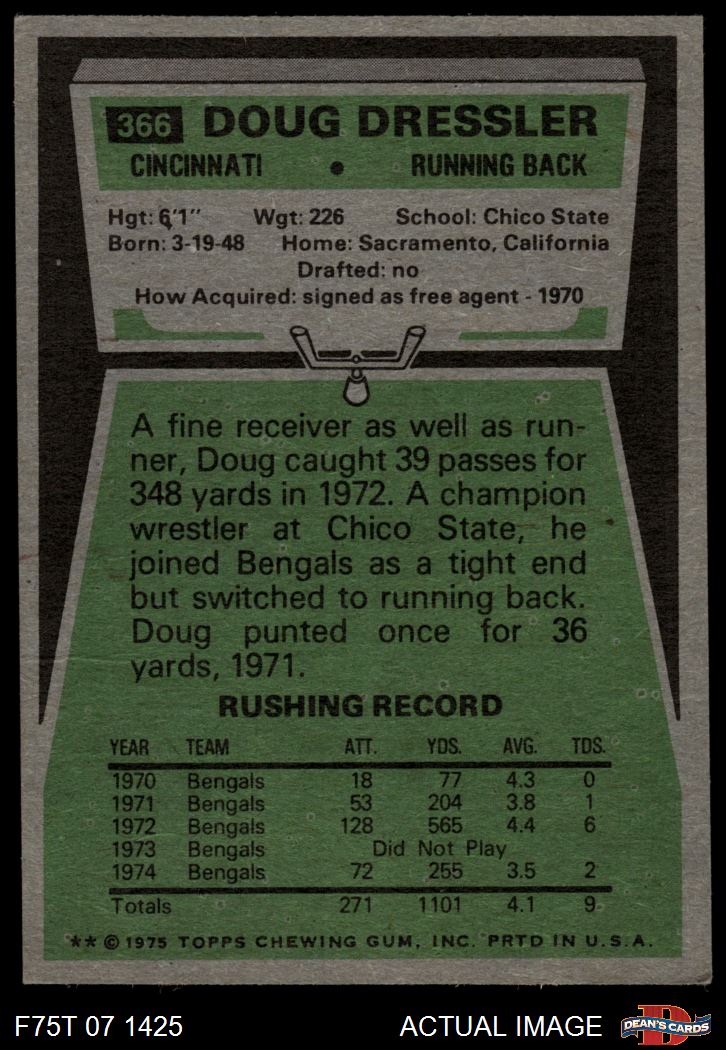 366 DOUG DRESSLER
CINCINNATI • RUNNING BACK
Hgt: 6'1" Wgt: 226 School: Chico State
Born: 3-19-48 Home: Sacramento, California
Drafted: no
How Acquired: signed as free agent - 1970
A fine receiver as well as run-
ner, Doug caught 39 passes for
348 yards in 1972. A champion
wrestler at Chico State, he
joined Bengals as a tight end
but switched to running back.
Doug punted once for 36
yards, 1971.
RUSHING RECORD
YEAR TEAM ATT. YDS. AVG. TDS.
1970 Bengals 18 77 4.3 0
1971 Bengals 53 204 3.8 1
1972 Bengals 128 565 4.4 6
1973 Bengals Did Not Play
1974 Bengals 72 255 3.5 2
Totals 271 1101 4.1 9
** © 1975 TOPPS CHEWING GUM, INC. PRTD IN U.S.A.
F75T 07 1425 ACTUAL IMAGE D DEAN'S CARDS